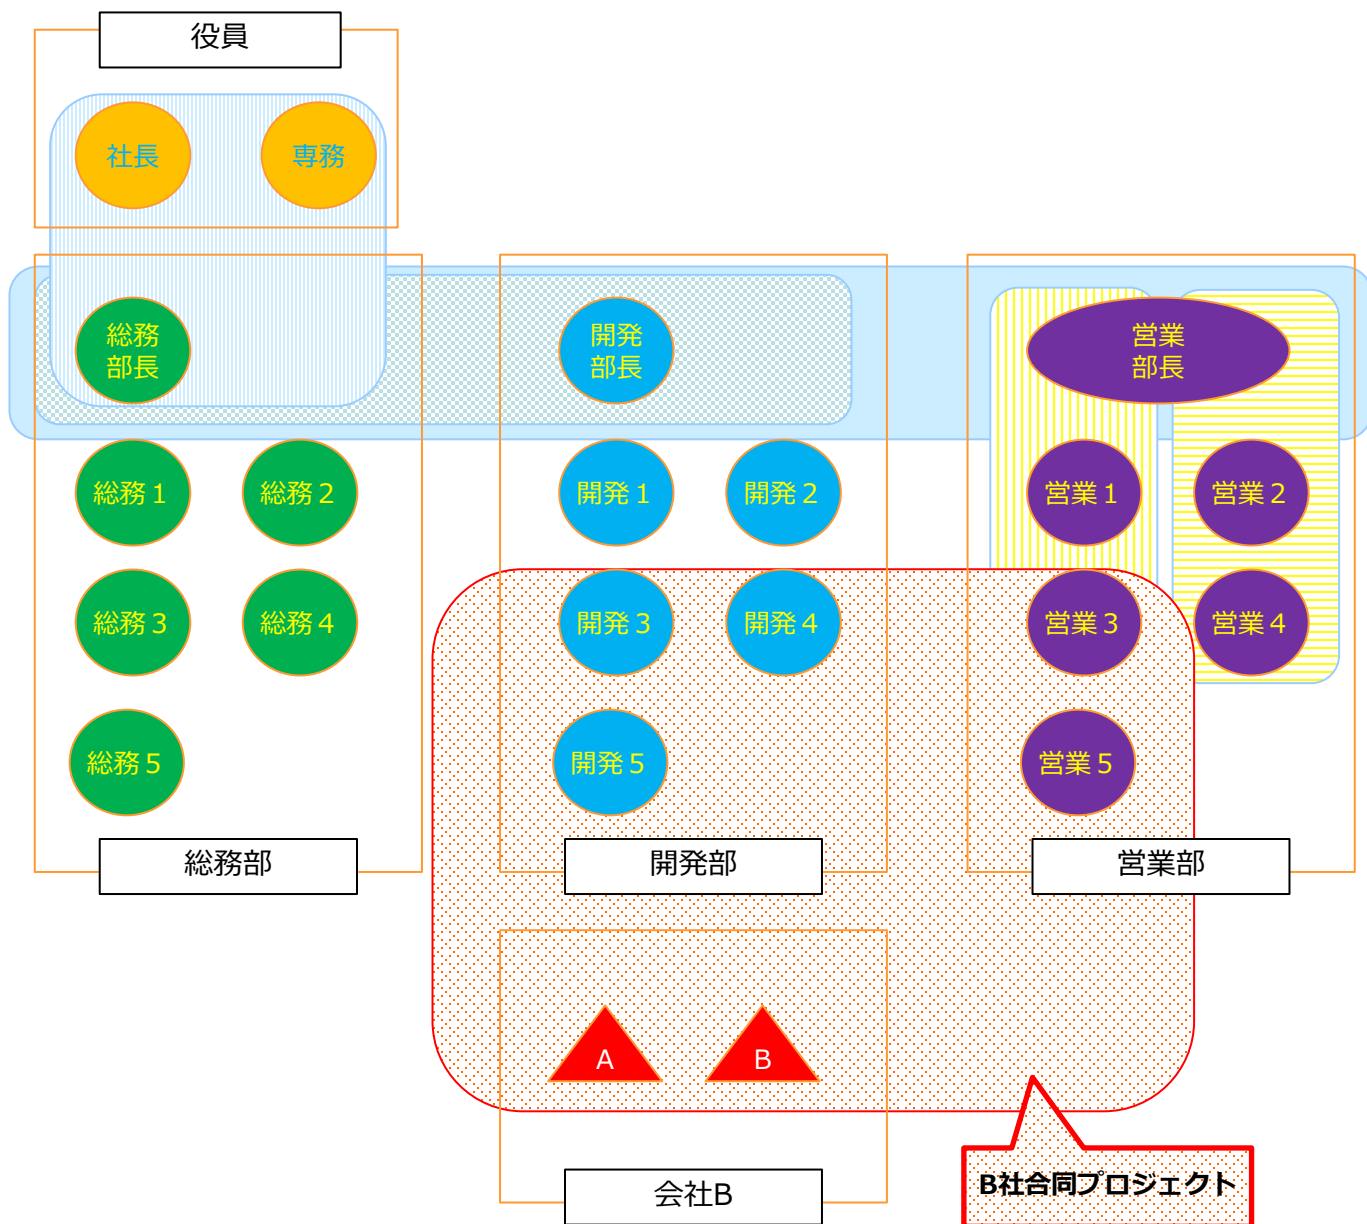 役員
社長
専務
総務
部長
開発
部長
営業
部長
総務１
総務２
開発１
開発２
営業１
営業２
総務３
総務４
開発３
開発４
営業３
営業４
総務５
開発５
営業５
総務部
開発部
営業部
A
B
B社合同プロジェクト
会社B